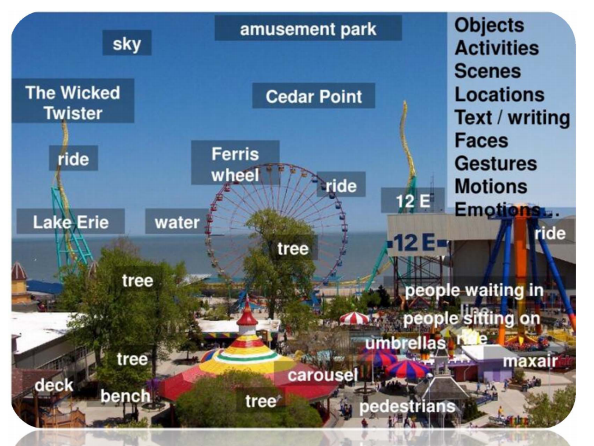 amusement park
sky
The Wicked
Twister
Cedar Point
ride
Ferris
wheel
ride
12 E
Lake Erie
water
12 E
tree
ride
tree
people waiting in
line
people sitting on
ride
umbrellas
tree
carousel
maxair
deck
bench
tree
pedestrians
Objects
Activities
Scenes
Locations
Text / writing
Faces
Gestures
Motions
Emotions...